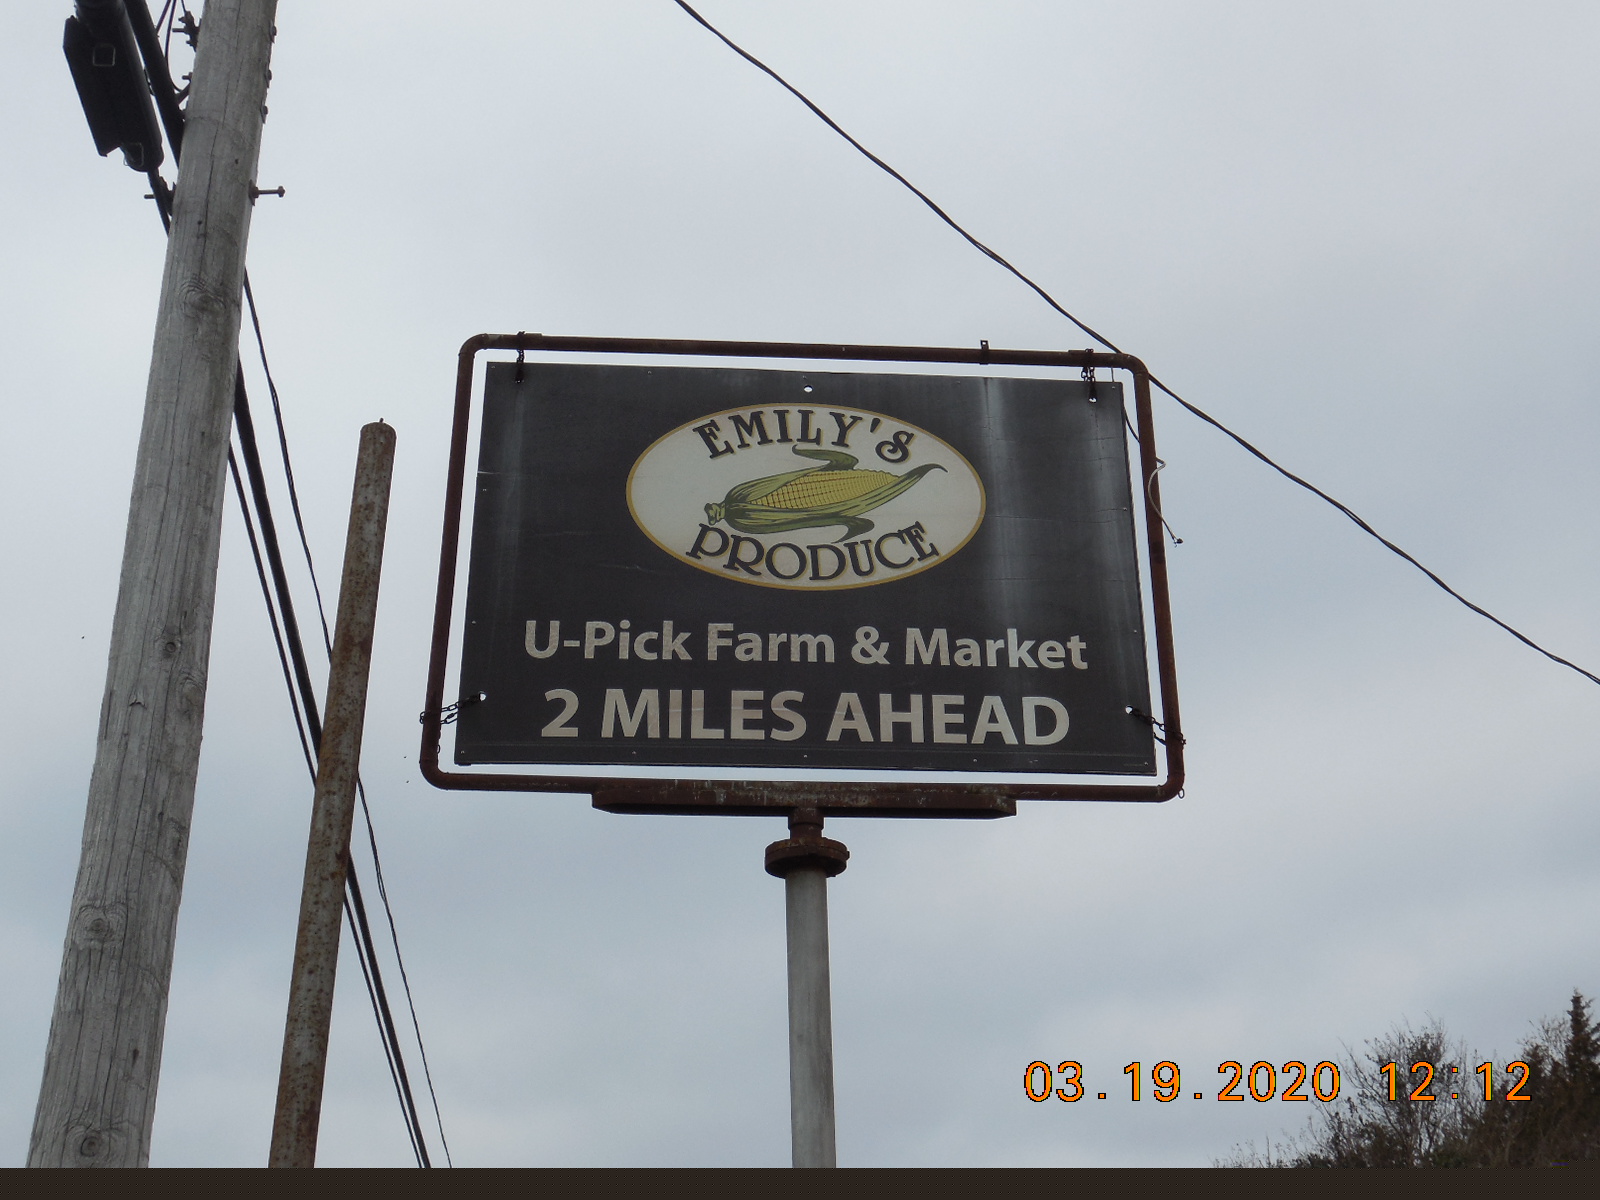 EMILY'S
PRODUCE
U-Pick Farm & Market
2 MILES AHEAD
03.19.2020 12:12